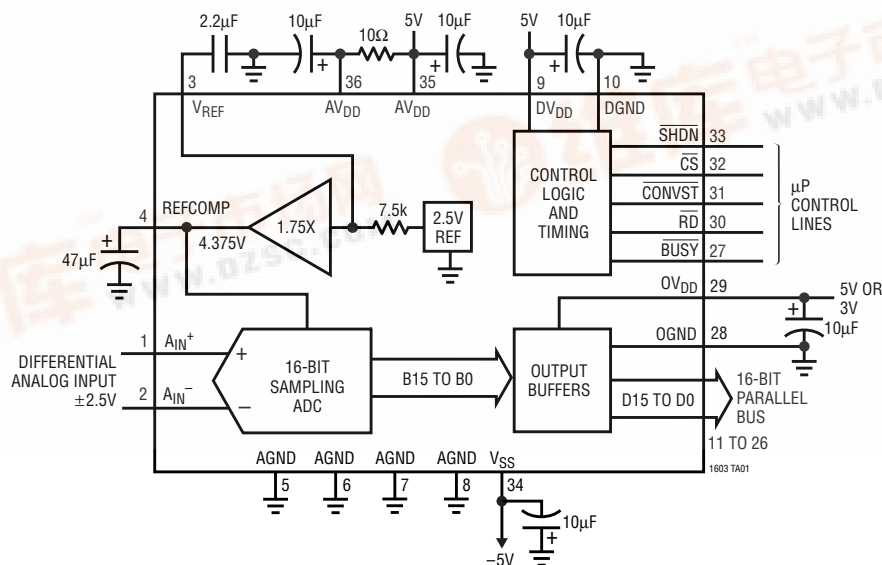 2.2µF
10µF
10Ω
5V
10µF
5V
10µF
3
36
35
9
10
VREF
AVDD
AVDD
DVDD
DGND
SHDN
33
CS
32
CONVST
31
RD
30
BUSY
27
µP
CONTROL
LINES
CONTROL
LOGIC
AND
TIMING
4
REFCOMP
4.375V
1.75X
7.5k
2.5V
REF
47µF
OVDD
29
5V OR
3V
10µF
OGND
28
1
AIN+
DIFFERENTIAL
ANALOG INPUT
±2.5V
2
AIN−
+
−
16-BIT
SAMPLING
ADC
B15 TO B0
OUTPUT
BUFFERS
D15 TO D0
16-BIT
PARALLEL
BUS
11 TO 26
1603 TA01
AGND
AGND
AGND
AGND
VSS
5
6
7
8
34
10µF
−5V
www.dzsc.com